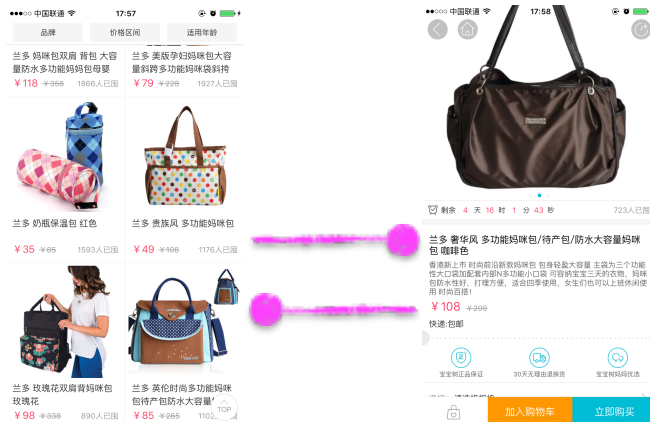 中国联通
17:57
品牌
价格区间
适用年龄
兰多 妈咪包双肩 背包 大容
量防水多功能妈妈包母婴
¥118 ¥356 1866人已囤
兰多 美版孕妇妈咪包大容
量斜跨多功能妈咪袋斜挎
¥79 ¥228 1927人已囤
兰多 奶瓶保温包 红色
¥35 ¥85 1593人已囤
兰多 贵族风 多功能妈咪包
¥49 ¥108 1176人已囤
兰多 玫瑰花双肩背妈咪包
玫瑰花
¥98 ¥338 890人已囤
兰多 英伦时尚多功能妈咪
包待产包防水大容量
¥85 ¥265 1102
TOP
中国联通
17:58
剩余 4 天 16 时 1 分 43 秒
723人已囤
兰多 奢华风 多功能妈咪包/待产包/防水大容量妈咪
包 咖啡色
香港新上市 时尚前沿新款妈咪包 包身轻盈大容量 主袋为三个功能
性大口袋加配套内部N多功能小口袋 可容纳宝宝三天的衣物，妈咪
包防水性好，打理方便，适合四季使用，女生们也可以上班休闲使
用 时尚百搭！
¥108 ¥209
快递:包邮
宝宝树正品保证
30天无理由退换货
宝宝树妈妈优选
加入购物车
立即购买